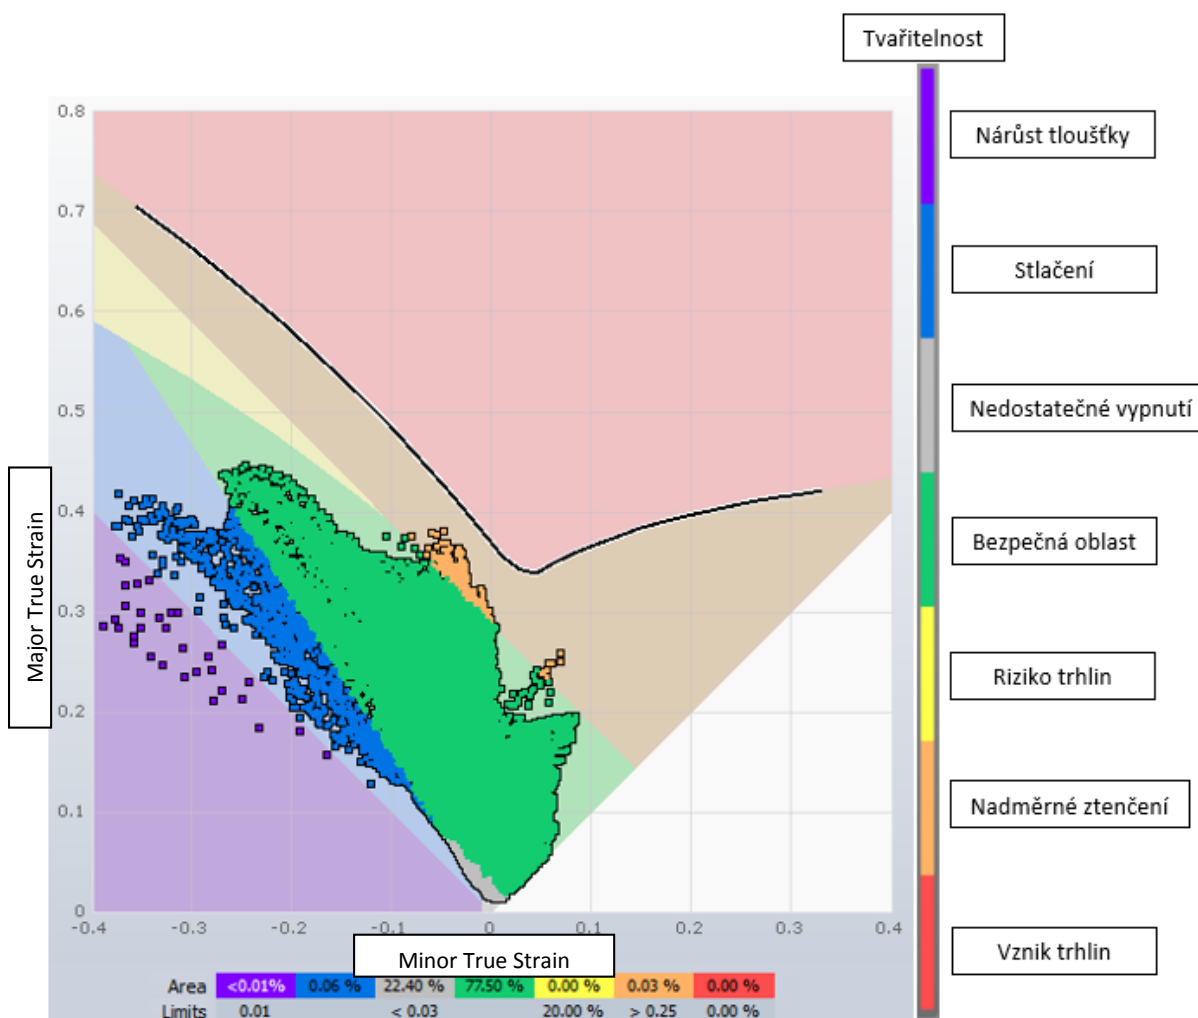 Tvařitelnost
Nárůst tloušťky
Stlačení
Nedostatečné vypnutí
Bezpečná oblast
Riziko trhlin
Nadměrné ztenčení
Vznik trhlin
Major True Strain
0.8
0.7
0.6
0.5
0.4
0.3
0.2
0.1
0
-0.4 -0.3 -0.2 -0.1 0 0.1 0.2 0.3 0.4
Minor True Strain
Area <0.01% 0.06 % 22.40 % 77.50 % 0.00 % 0.03 % 0.00 %
Limits 0.01 < 0.03 20.00 % > 0.25 0.00 %